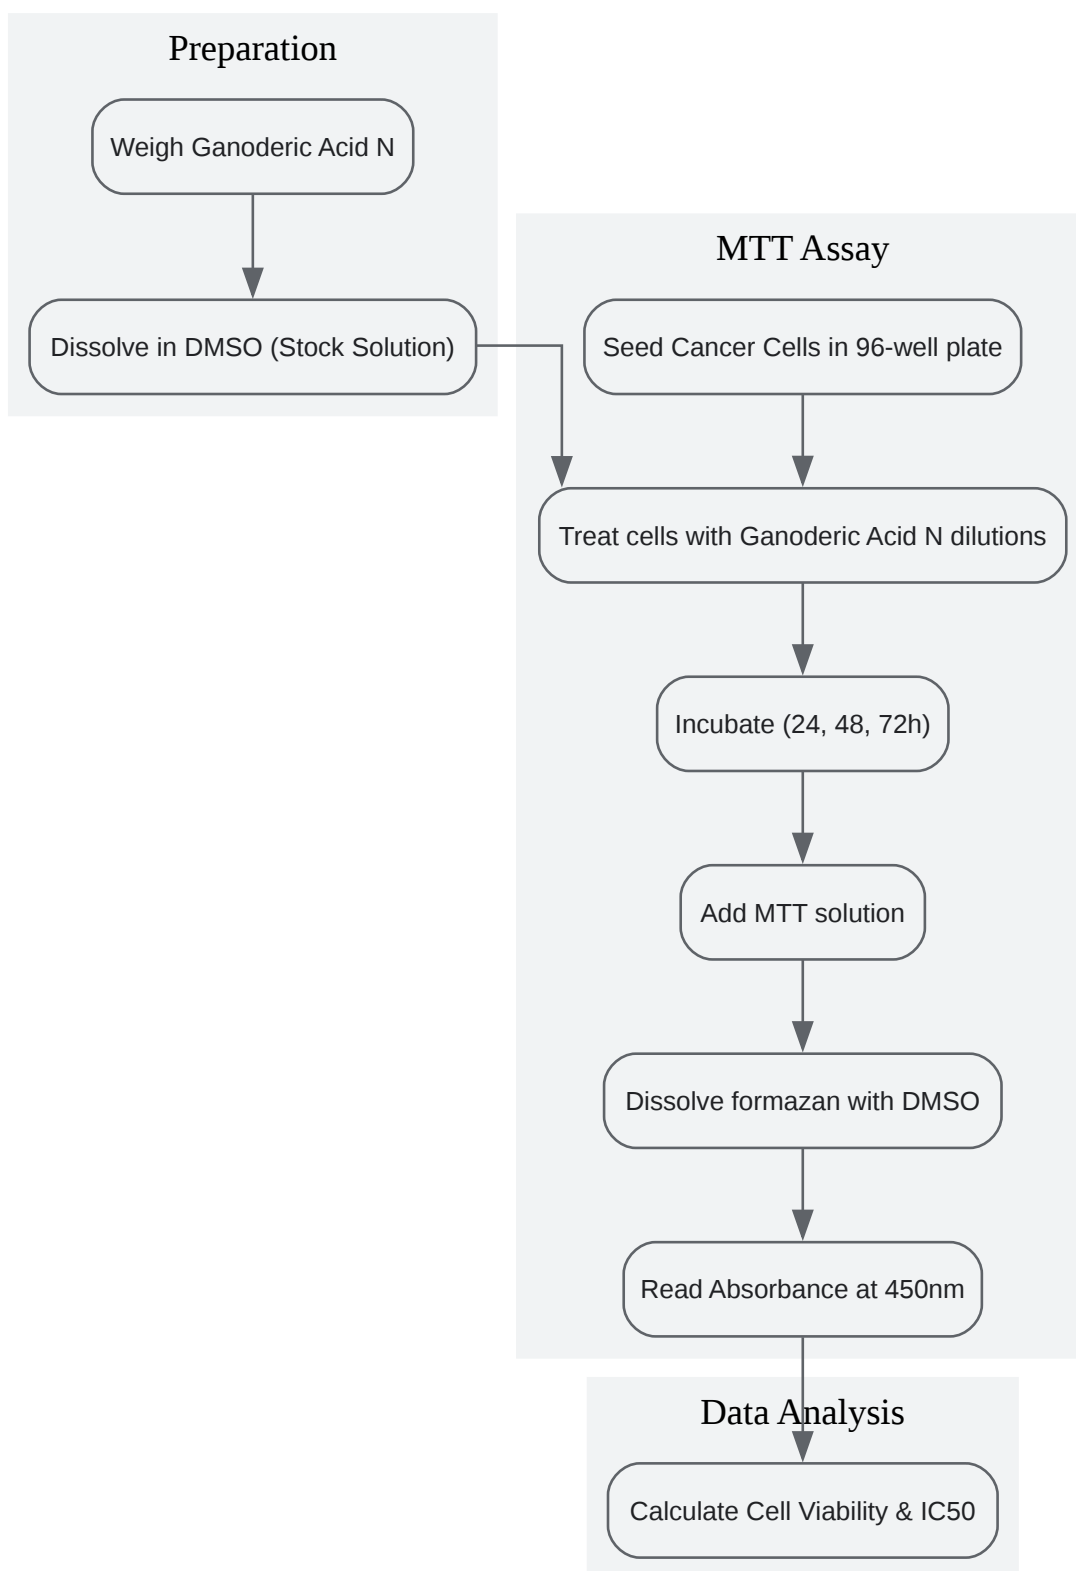 Preparation
Weigh Ganoderic Acid N
Dissolve in DMSO (Stock Solution)
MTT Assay
Seed Cancer Cells in 96-well plate
Treat cells with Ganoderic Acid N dilutions
Incubate (24, 48, 72h)
Add MTT solution
Dissolve formazan with DMSO
Read Absorbance at 450nm
Data Analysis
Calculate Cell Viability & IC50